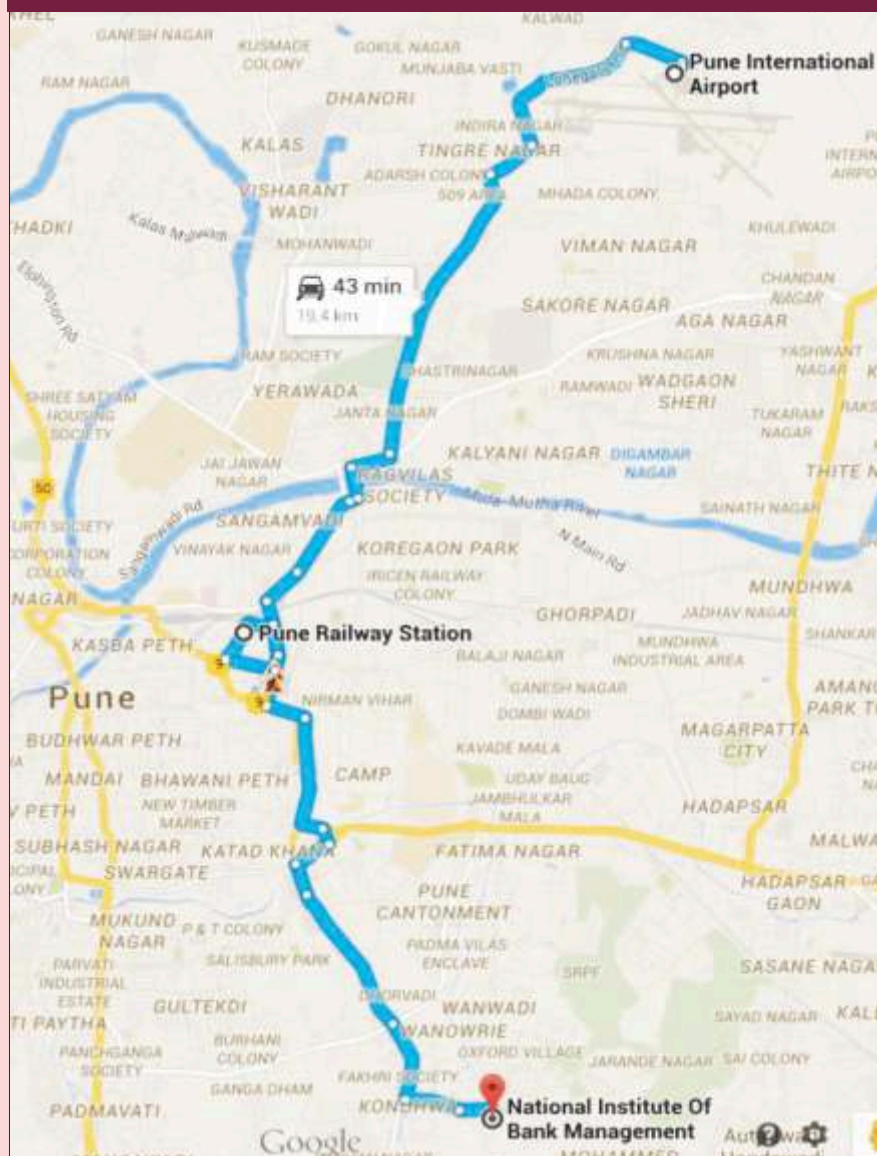 KALWAD
GANESH NAGAR
KUSMADE
COLONY
GOKUL NAGAR
MUNJABA VASTI
Pune International
Airport
RAM NAGAR
DHANORI
INDIRA NAGAR
KALAS
TINGRE NAGAR
ADARSH COLONY
509 AREA
MHADA COLONY
VISHARANT
WADI
KHADKI
MOHANWADI
VIMAN NAGAR
KHULEWADI
43 min
19.4 km
CHANDAN
NAGAR
SAKORE NAGAR
AGA NAGAR
RAM SOCIETY
SHASTRINAGAR
KRUSHNA NAGAR
YASHWANT
NAGAR
YERAWADA
RAMWADI
WADGAON
SHERI
SHREE SATYAM
HOUSING
SOCIETY
JANTA NAGAR
TUKARAM
NAGAR
JAI JAWAN
NAGAR
KALYANI NAGAR
DIGAMBAR
NAGAR
50
RAGVILAS
SOCIETY
Mula-Mutha River
SAINATH NAGAR
Sangamwadi Rd
SANGAMVADI
N Main Rd
VINAYAK NAGAR
KOREGAON PARK
IRICEN RAILWAY
COLONY
MUNDHWA
NAGAR
GHORPADI
JADHAV NAGAR
KASBA PETH
Pune Railway Station
BALAJI NAGAR
MUNDHWA
INDUSTRIAL AREA
9
Pune
9
NIRMAN VIHAR
GANESH NAGAR
DOMBI WADI
MAGARPATTA
CITY
BUDHWAR PETH
KAVADE MALA
MANDAI
BHAWANI PETH
CAMP
UDAY BAUG
NEW TIMBER
MARKET
JAMBHULKAR
MALA
HADAPSAR
SUBHASH NAGAR
KATAD KHANA
FATIMA NAGAR
SWARGATE
HADAPSAR
GAON
PUNE
CANTONMENT
MUKUND
NAGAR
P & T COLONY
SALISBURY PARK
PADMA VILAS
ENCLAVE
PARVATI
INDUSTRIAL
ESTATE
SRPF
GULTEKDI
WANWADI
WANOWRIE
SAYAD NAGAR
BURHANI
COLONY
OXFORD VILLAGE
JARANDE NAGAR
SAI COLONY
PANCHGANGA
SOCIETY
GANGA DHAM
FAKHRI SOCIETY
PADMAVATI
KONDHWA
National Institute Of
Bank Management
Google